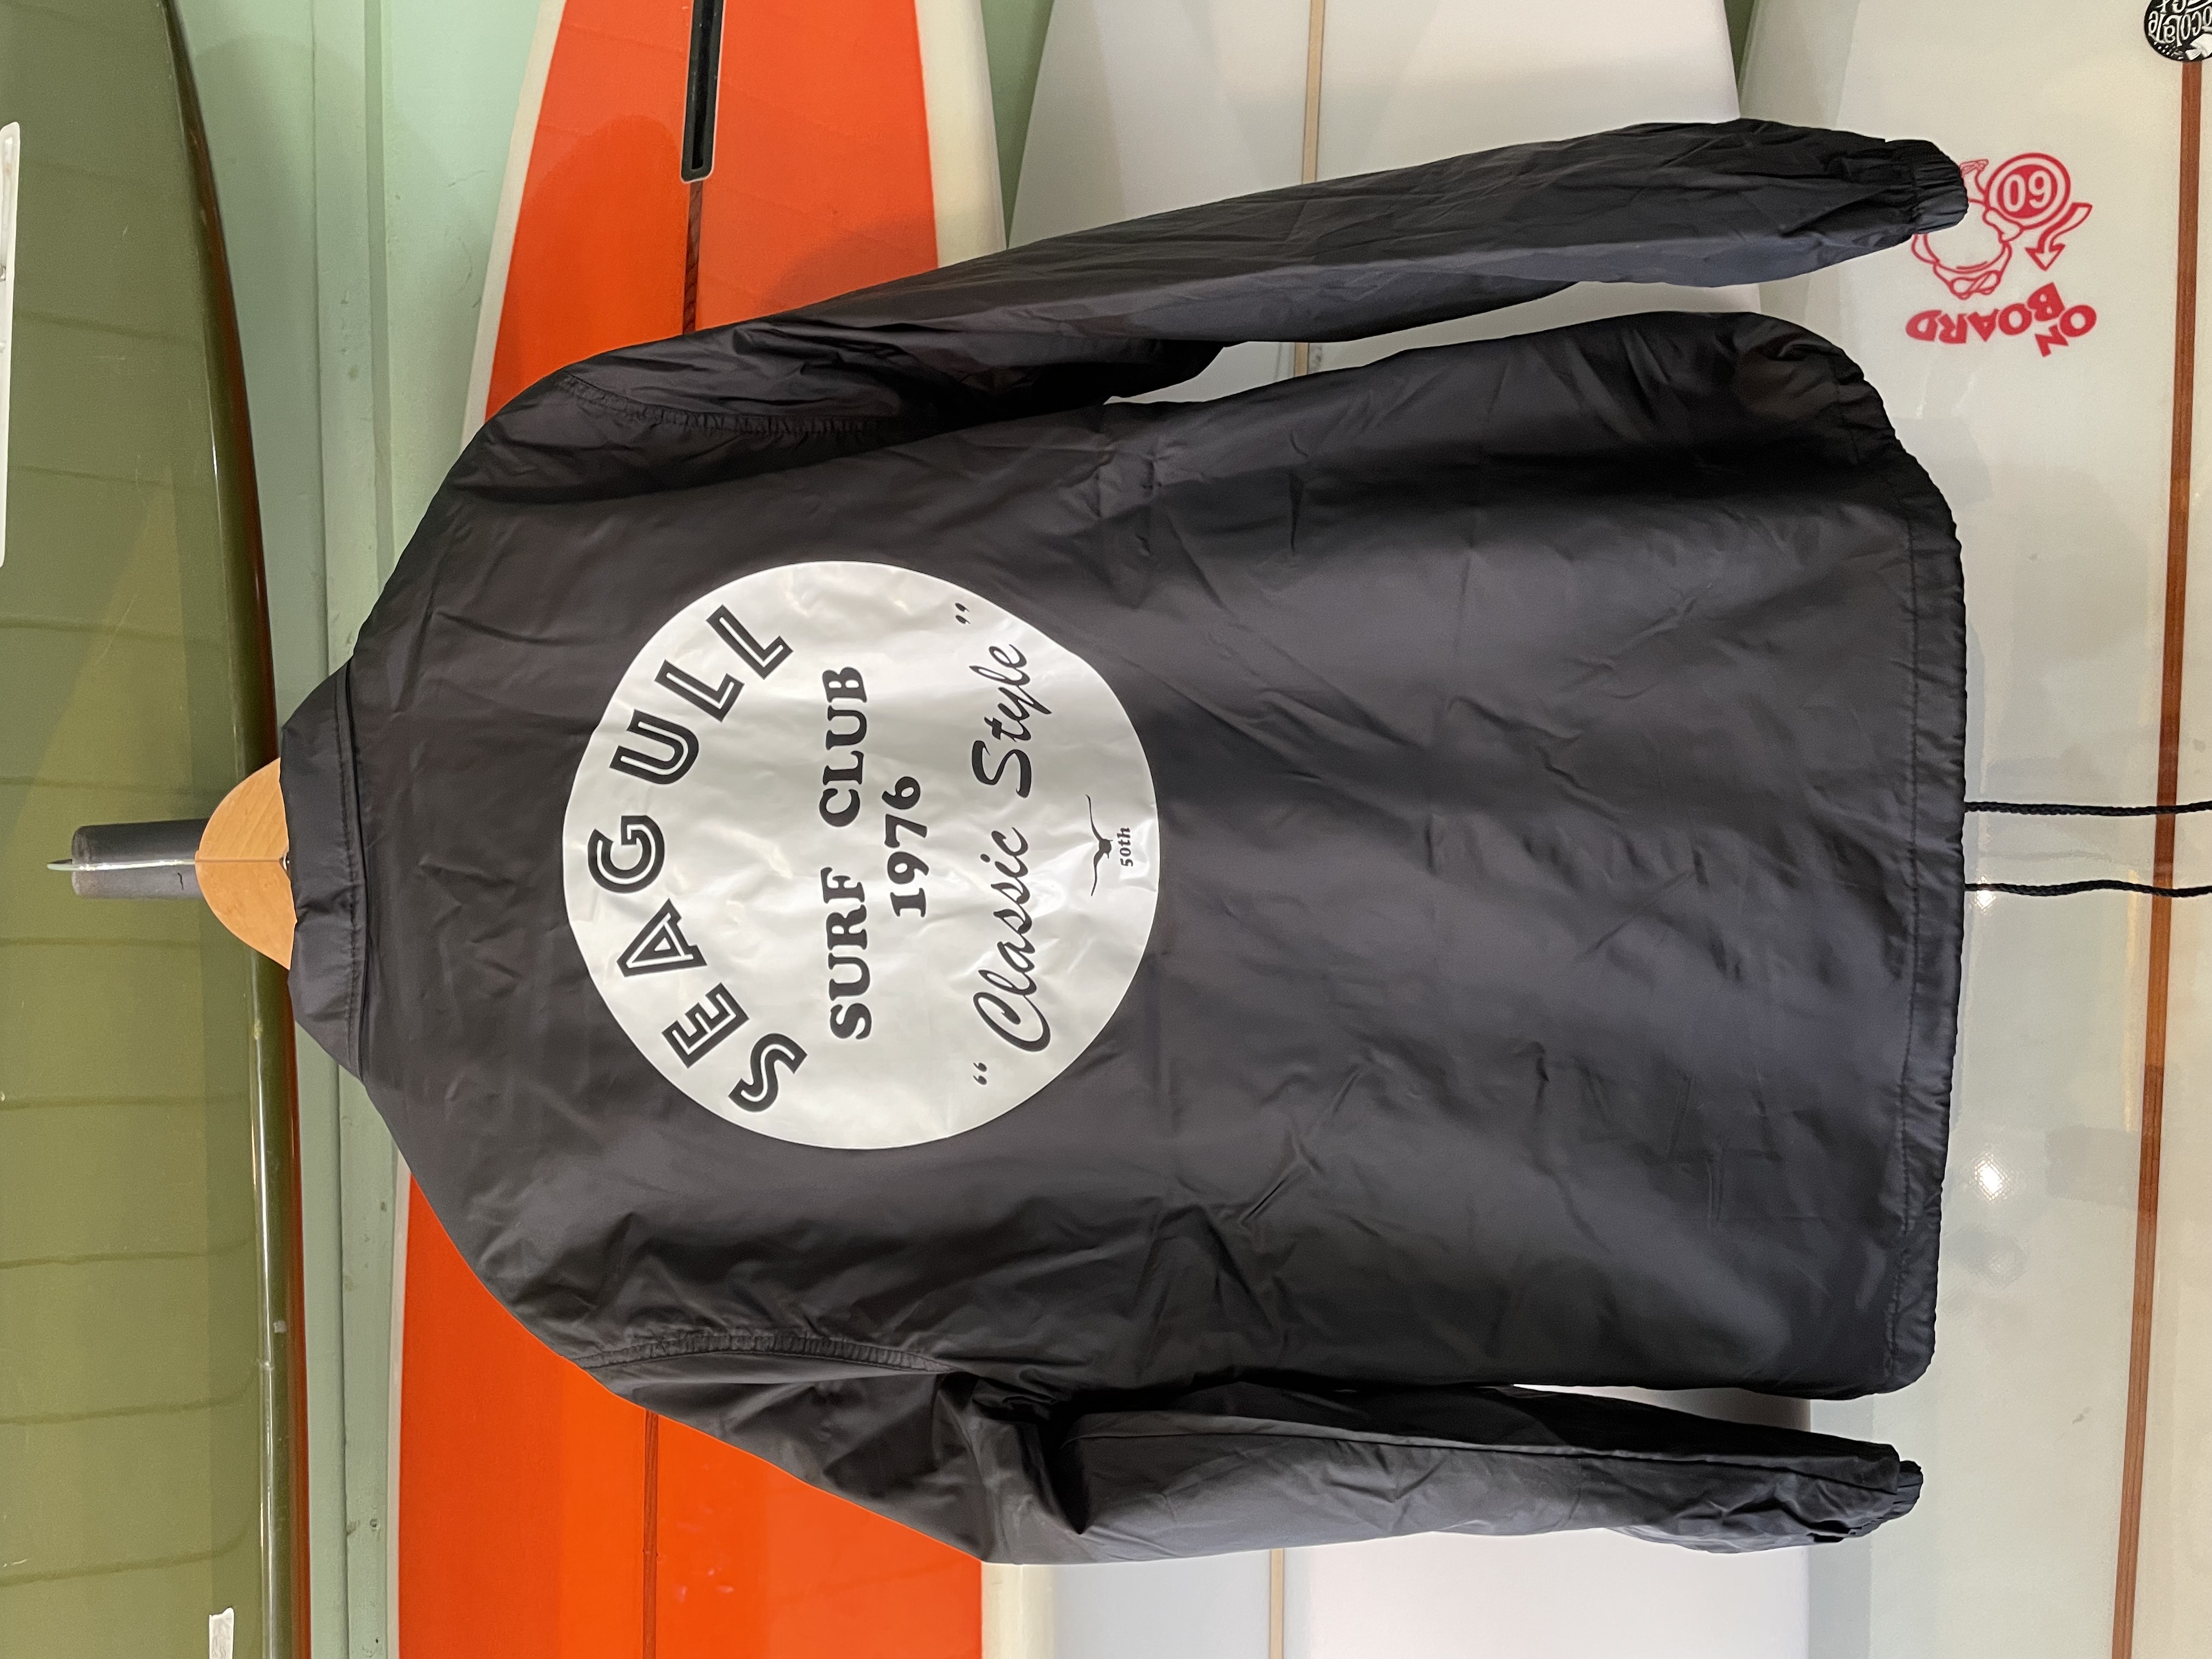 SEAGULL
SURF CLUB
1976
“Classic Style”
50th
ON
BOARD
60